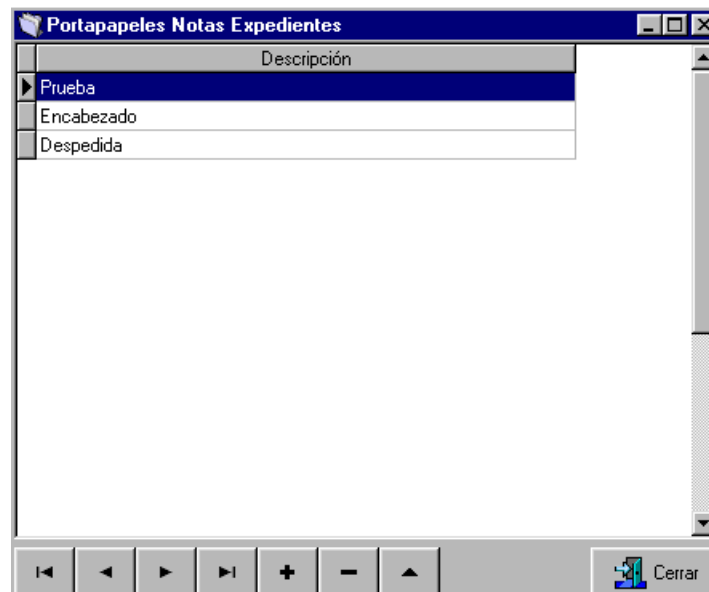 Portapapeles Notas Expedientes
Descripción
Prueba
Encabezado
Despedida
Cerrar